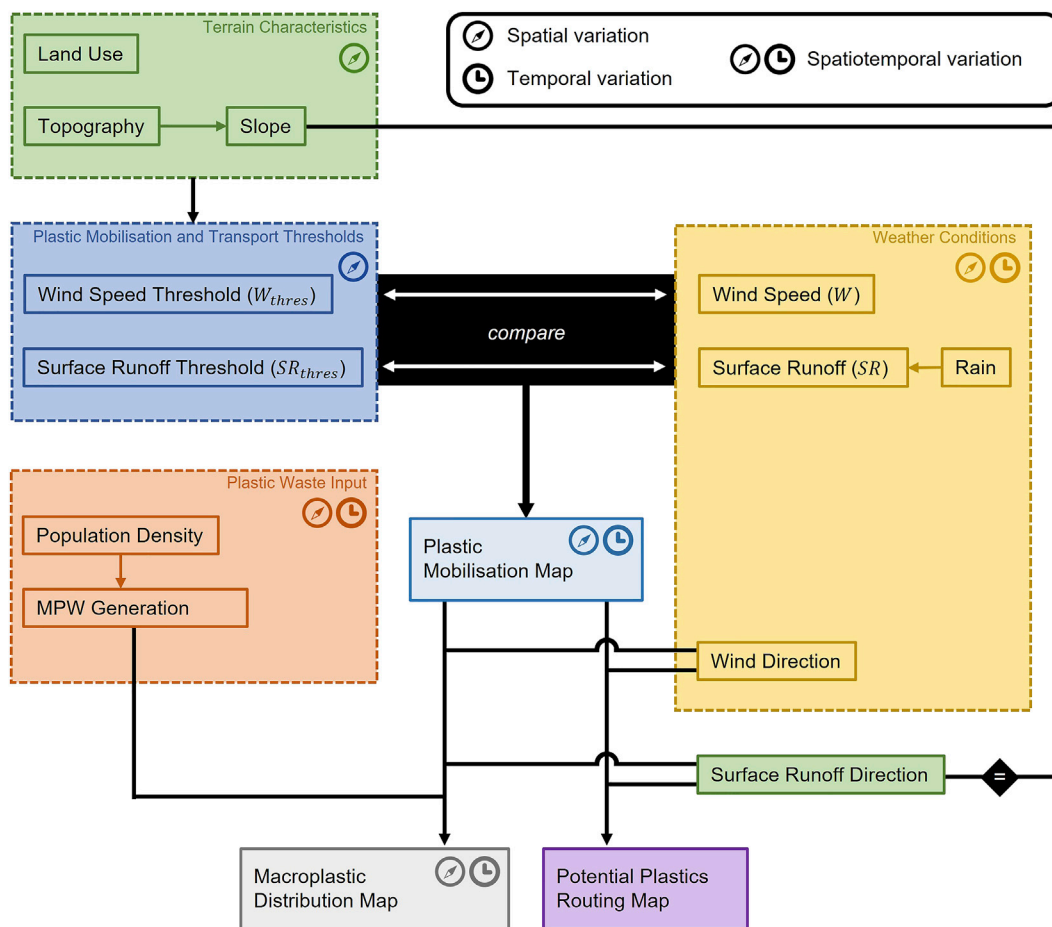 Terrain Characteristics
Land Use
Topography
Slope
Spatial variation
Temporal variation
Spatiotemporal variation
Plastic Mobilisation and Transport Thresholds
Wind Speed Threshold (W_thres)
Surface Runoff Threshold (SR_thres)
compare
Weather Conditions
Wind Speed (W)
Surface Runoff (SR)
Rain
Plastic Waste Input
Population Density
MPW Generation
Plastic
Mobilisation Map
Wind Direction
Surface Runoff Direction
=
Macroplastic
Distribution Map
Potential Plastics
Routing Map